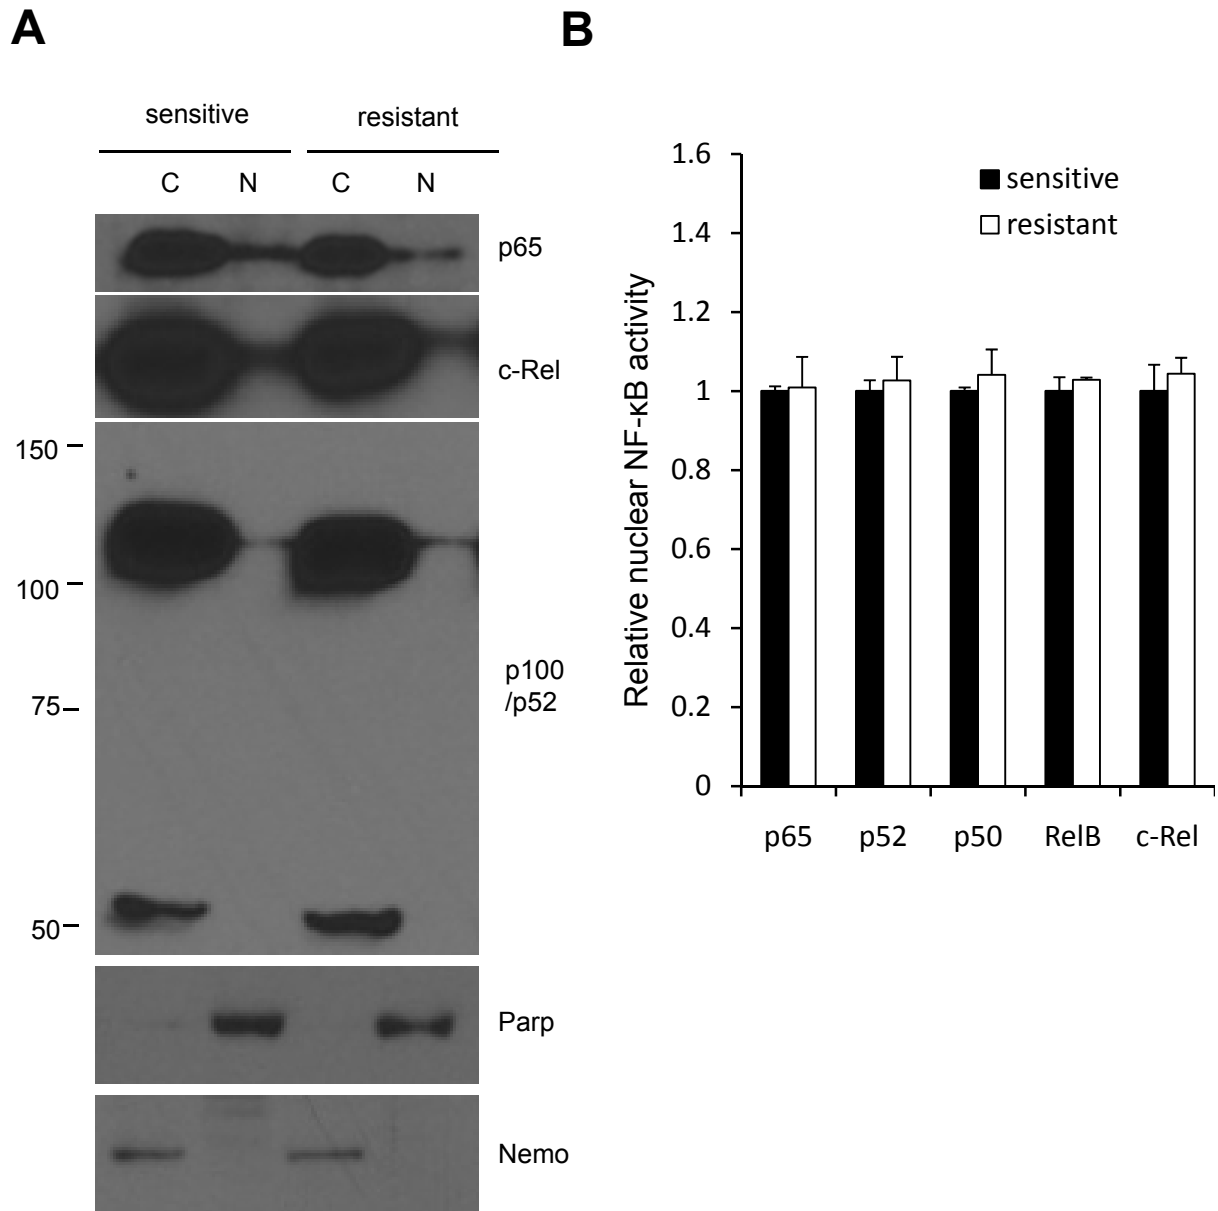 A
B
sensitive
resistant
C N C N
p65
c-Rel
150
100
p100
/p52
75
50
Parp
Nemo
Relative nuclear NF-κB activity
1.6
1.4
1.2
1
0.8
0.6
0.4
0.2
0
sensitive
resistant
p65 p52 p50 RelB c-Rel